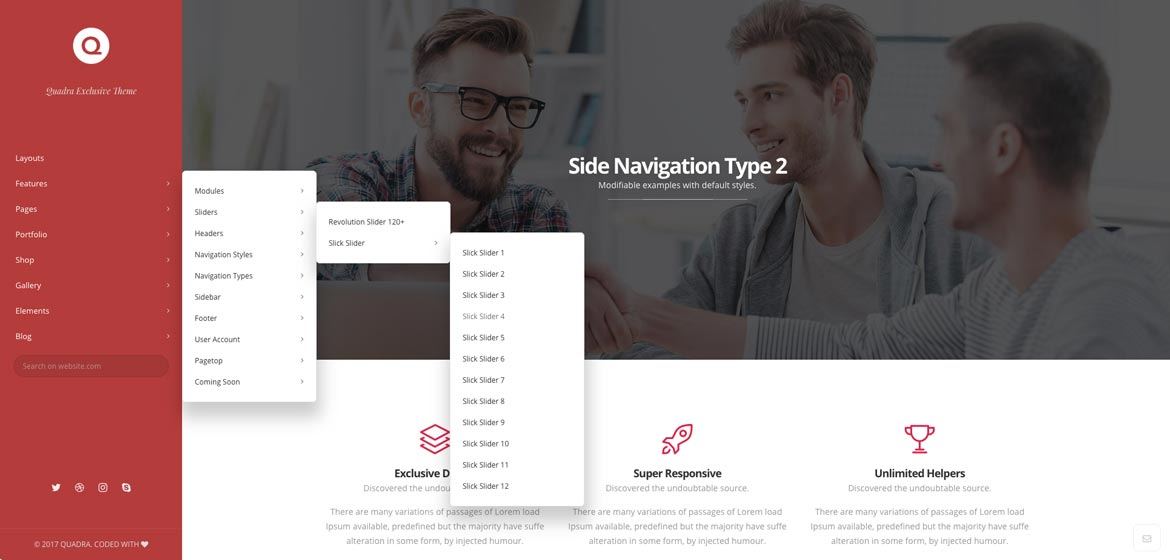 Q
Quadra Exclusive Theme
Layouts
Features
Pages
Portfolio
Shop
Gallery
Elements
Blog
Search on website.com
© 2017 QUADRA. CODED WITH
Modules
Sliders
Headers
Navigation Styles
Navigation Types
Sidebar
Footer
User Account
Pagetop
Coming Soon
Revolution Slider 120+
Slick Slider
Slick Slider 1
Slick Slider 2
Slick Slider 3
Slick Slider 4
Slick Slider 5
Slick Slider 6
Slick Slider 7
Slick Slider 8
Slick Slider 9
Slick Slider 10
Slick Slider 11
Slick Slider 12
Side Navigation Type 2
Modifiable examples with default styles.
Exclusive D
Discovered the undou
There are many variations of passages of Lorem load
Ipsum available, predefined but the majority have suffe
alteration in some form, by injected humour.
Super Responsive
Discovered the undoubtable source.
There are many variations of passages of Lorem load
Ipsum available, predefined but the majority have suffe
alteration in some form, by injected humour.
Unlimited Helpers
Discovered the undoubtable source.
There are many variations of passages of Lorem load
Ipsum available, predefined but the majority have suffe
alteration in some form, by injected humour.